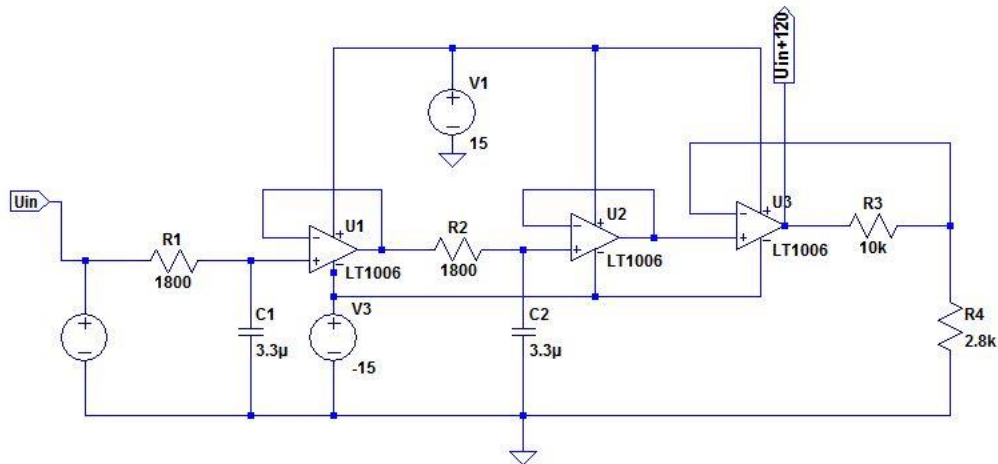 Uin+120
V1
15
Uin
R1
1800
U1
LT1006
R2
1800
U2
LT1006
U3
LT1006
R3
10k
C1
3.3µ
V3
-15
C2
3.3µ
R4
2.8k